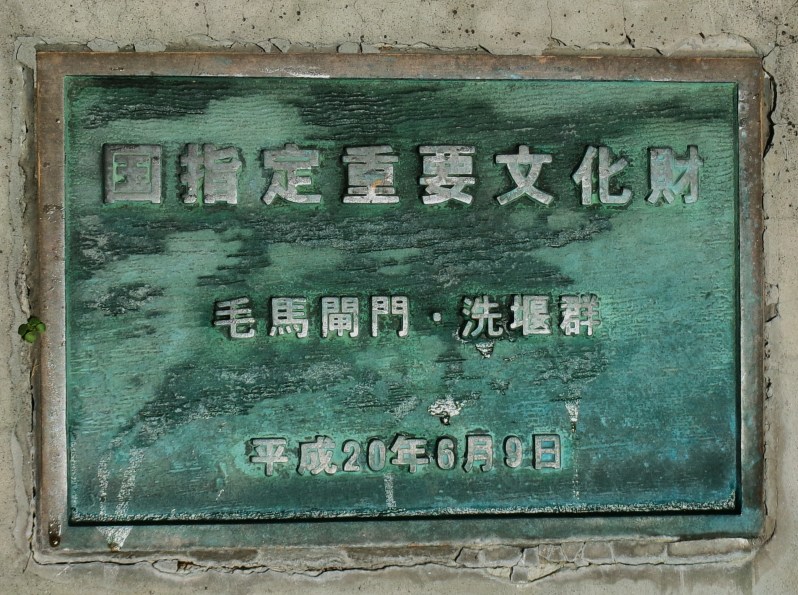 国指定重要文化財
毛馬閘門・洗堰群
平成20年6月9日